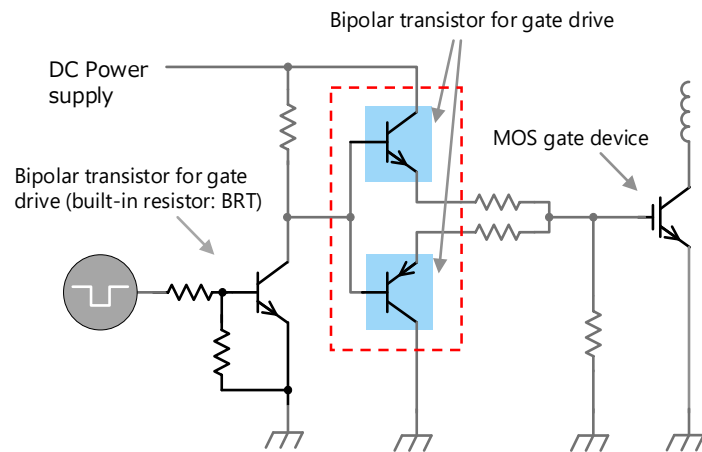 Bipolar transistor for gate drive
DC Power
supply
MOS gate device
Bipolar transistor for gate
drive (built-in resistor: BRT)